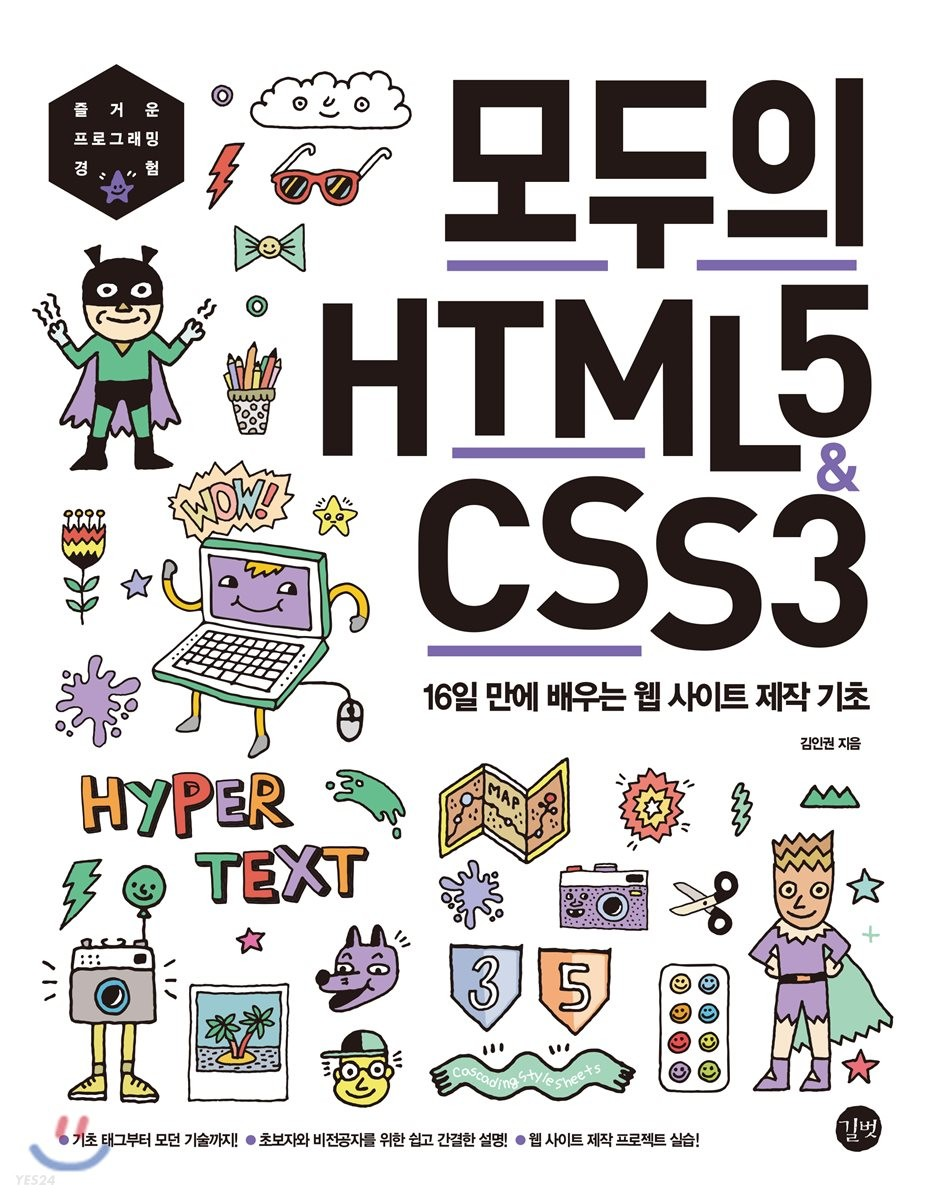 즐거운
프로그래밍
경험
모두의
HTML5
&
CSS3
16일 만에 배우는 웹 사이트 제작 기초
김인권 지음
WOW!
HYPER
TEXT
MAP
3 5
Cascading Style Sheets
● 기초 태그부터 모던 기술까지! ● 초보자와 비전공자를 위한 쉽고 간결한 설명! ● 웹 사이트 제작 프로젝트 실습!
길벗
YES24